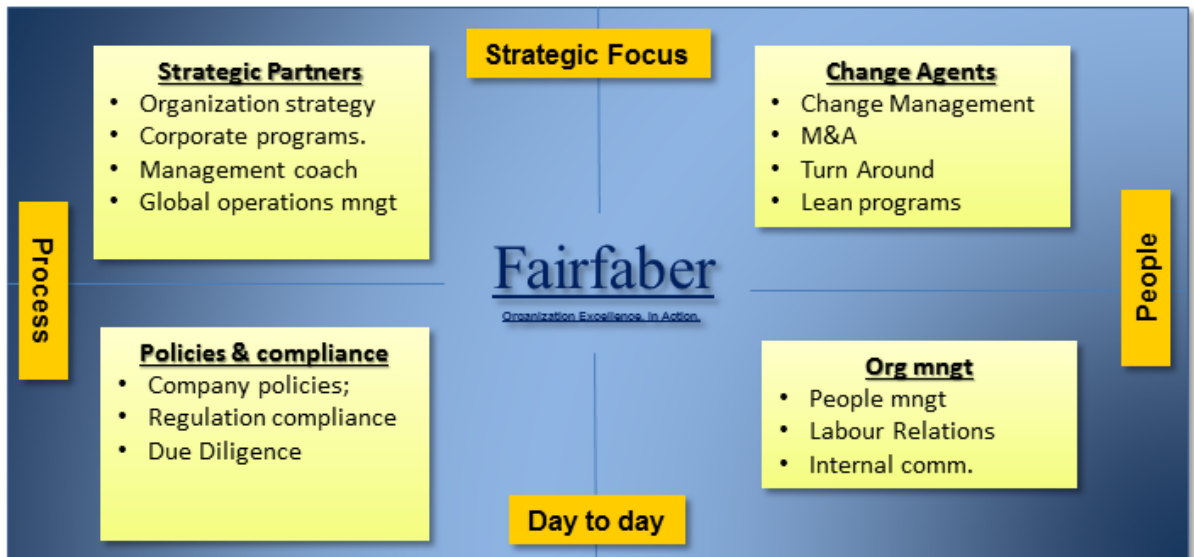 Strategic Focus
Strategic Partners
• Organization strategy
• Corporate programs.
• Management coach
• Global operations mngt
Change Agents
• Change Management
• M&A
• Turn Around
• Lean programs
Process
Fairfaber
Organization Excellence. In Action.
People
Policies & compliance
• Company policies;
• Regulation compliance
• Due Diligence
Org mngt
• People mngt
• Labour Relations
• Internal comm.
Day to day